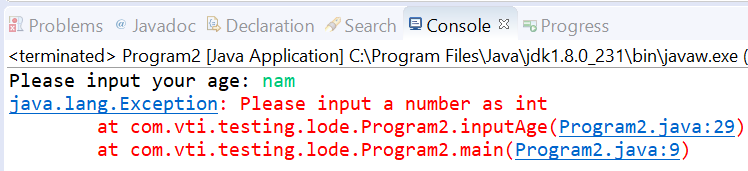 Problems @ Javadoc Declaration Search Console Progress
<terminated> Program2 [Java Application] C:\Program Files\Java\jdk1.8.0_231\bin\javaw.exe (
Please input your age: nam
java.lang.Exception: Please input a number as int
at com.vti.testing.lode.Program2.inputAge(Program2.java:29)
at com.vti.testing.lode.Program2.main(Program2.java:9)